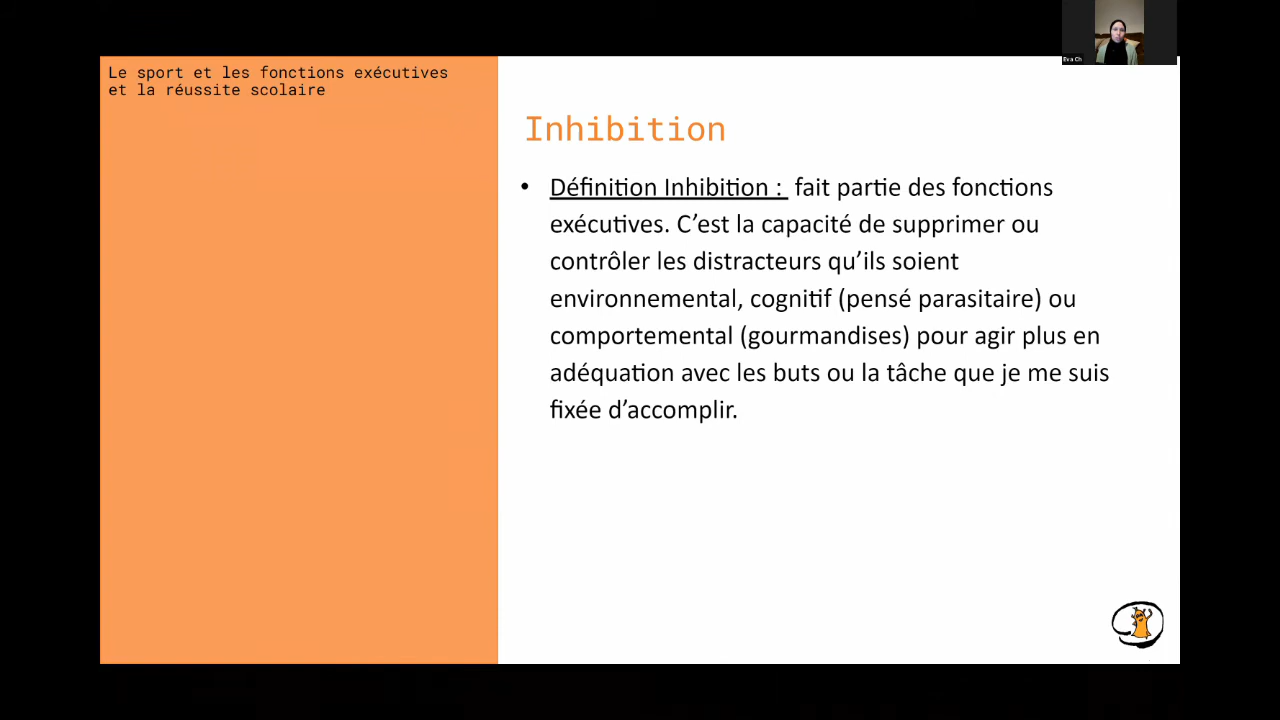 Le sport et les fonctions exécutives
et la réussite scolaire
Inhibition
• Définition Inhibition : fait partie des fonctions
exécutives. C’est la capacité de supprimer ou
contrôler les distracteurs qu’ils soient
environnemental, cognitif (pensé parasitaire) ou
comportemental (gourmandises) pour agir plus en
adéquation avec les buts ou la tâche que je me suis
fixée d’accomplir.
Eva Ch